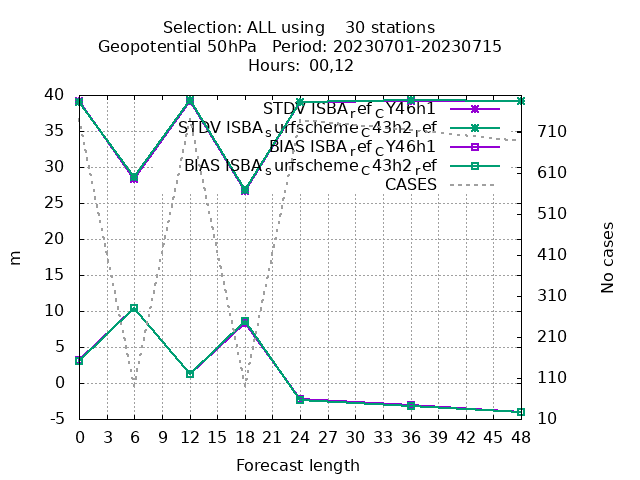 Selection: ALL using    30 stations
Geopotential 50hPa   Period: 20230701-20230715
Hours: 00,12
40
35
30
25
20
15
10
5
0
-5
m
STDV ISBA_ref_CY46h1
STDV ISBA_surfscheme_C43h2_ref
BIAS ISBA_ref_CY46h1
BIAS ISBA_surfscheme_C43h2_ref
CASES
710
610
510
410
310
210
110
10
No cases
0 3 6 9 12 15 18 21 24 27 30 33 36 39 42 45 48
Forecast length